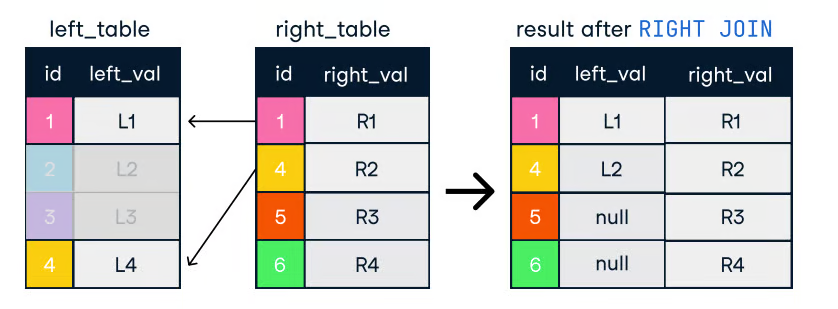 left_table right_table result after RIGHT JOIN
id left_val id right_val id left_val right_val
1 L1 1 R1 1 L1 R1
2 L2 4 R2 4 L2 R2
3 L3 5 R3 5 null R3
4 L4 6 R4 6 null R4